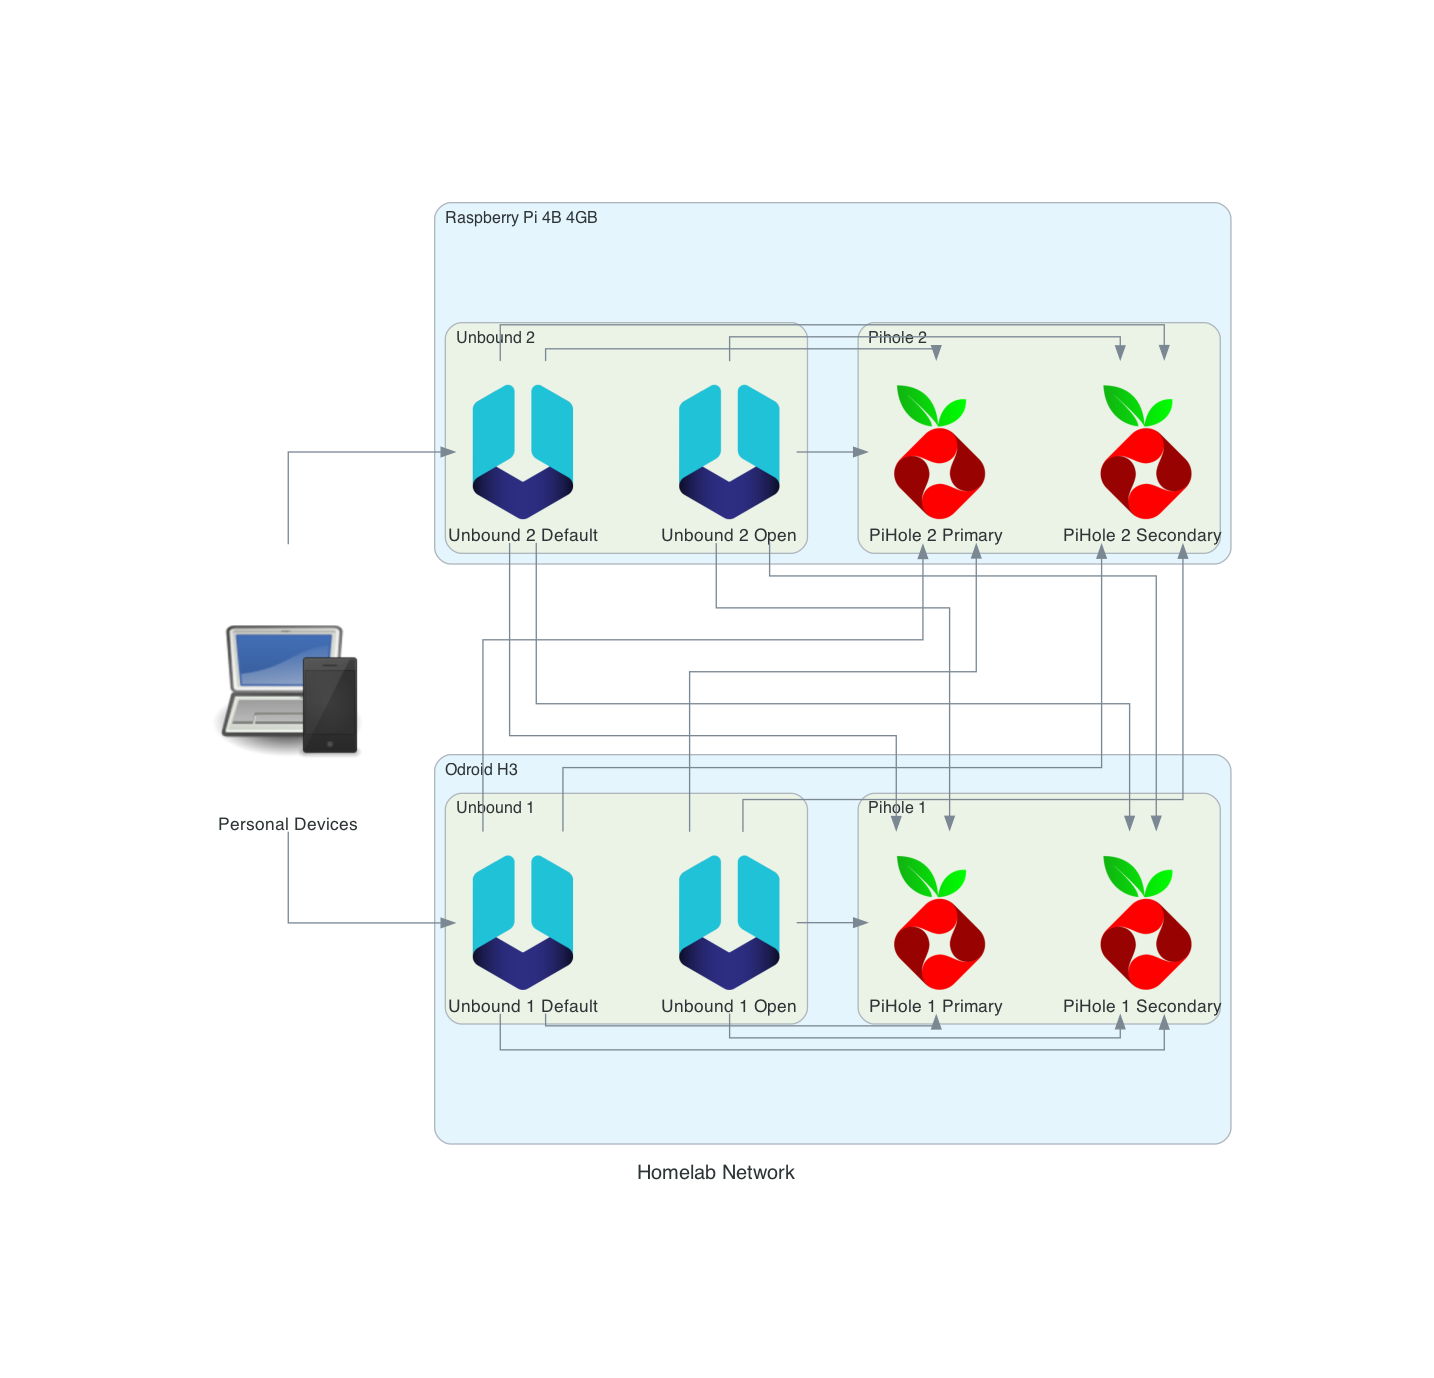 Raspberry Pi 4B 4GB
Unbound 2
Pihole 2
Unbound 2 Default
Unbound 2 Open
PiHole 2 Primary
PiHole 2 Secondary
Personal Devices
Odroid H3
Unbound 1
Pihole 1
Unbound 1 Default
Unbound 1 Open
PiHole 1 Primary
PiHole 1 Secondary
Homelab Network